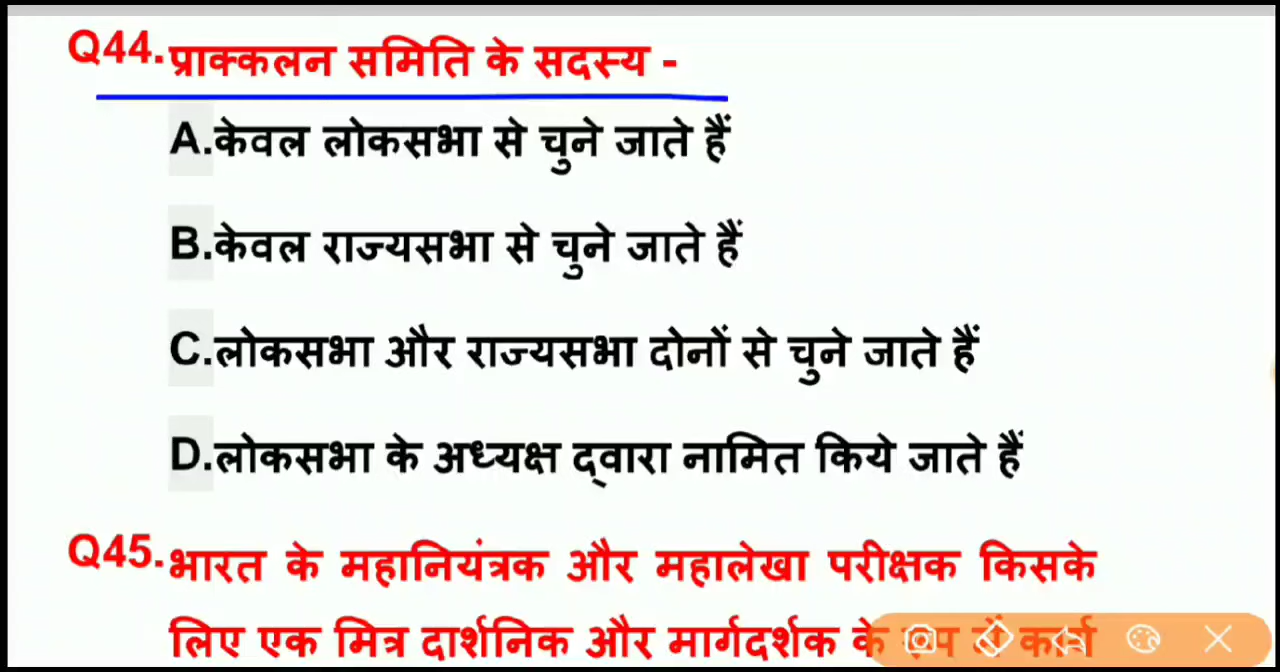 Q44.प्राक्कलन समिति के सदस्य -
A.केवल लोकसभा से चुने जाते हैं
B.केवल राज्यसभा से चुने जाते हैं
C.लोकसभा और राज्यसभा दोनों से चुने जाते हैं
D.लोकसभा के अध्यक्ष द्वारा नामित किये जाते हैं
Q45.भारत के महानियंत्रक और महालेखा परीक्षक किसके
लिए एक मित्र दार्शनिक और मार्गदर्शक के